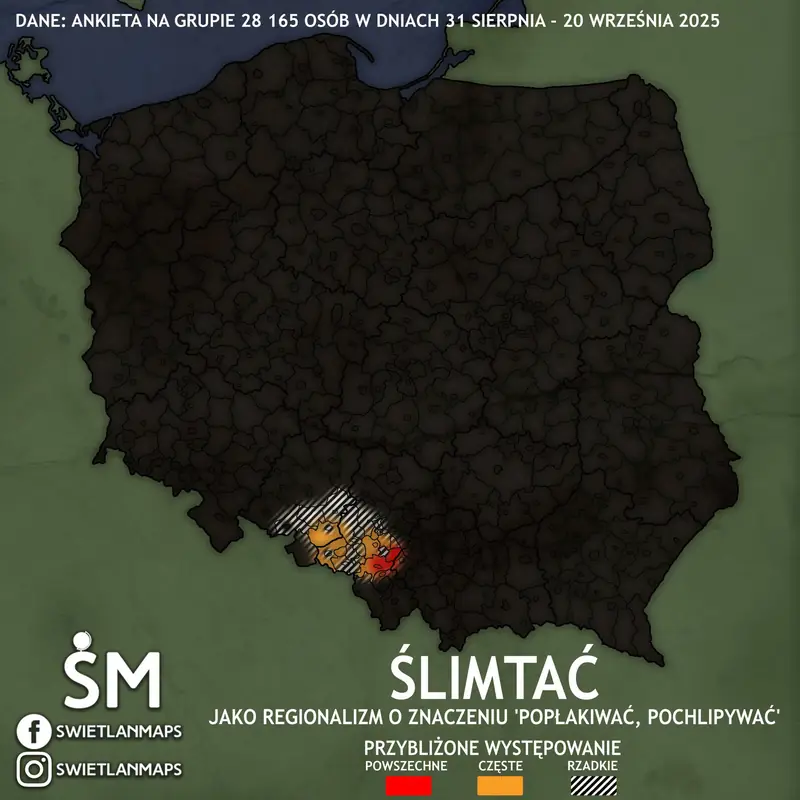 DANE: ANKIETA NA GRUPIE 28 165 OSÓB W DNIACH 31 SIERPNIA - 20 WRZEŚNIA 2025
ŚM
SWIETLANMAPS
SWIETLANMAPS
ŚLIMTAĆ
JAKO REGIONALIZM O ZNACZENIU 'POPŁAKIWAĆ, POCHLIPYWAĆ'
PRZYBLIŻONE WYSTĘPOWANIE
POWSZECHNE CZĘSTE RZADKIE